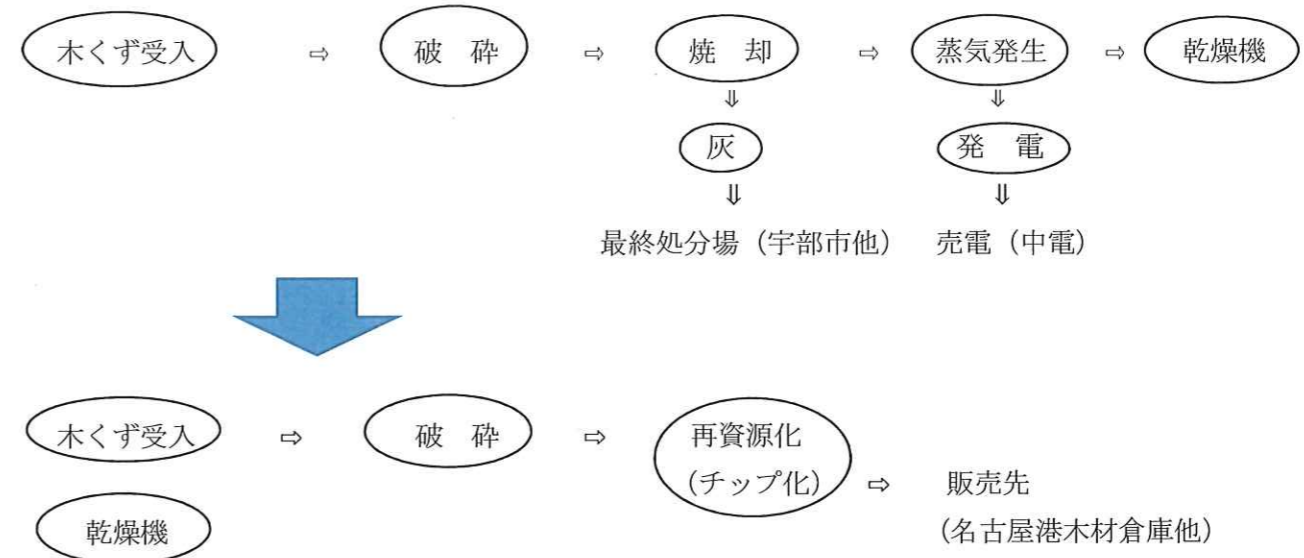 木くず受入 ⇨ 破 砕 ⇨ 焼 却 ⇨ 蒸気発生 ⇨ 乾燥機
⇓ ⇓
灰 発 電
⇓ ⇓
最終処分場(宇部市他) 売電(中電)
木くず受入 ⇨ 破 砕 ⇨ 再資源化
(チップ化) ⇨ 販売先
乾燥機 (名古屋港木材倉庫他)